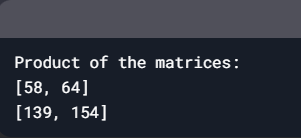 Product of the matrices:
[58, 64]
[139, 154]